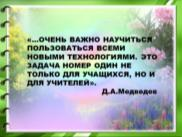 «...ОЧЕНЬ ВАЖНО НАУЧИТЬСЯ
ПОЛЬЗОВАТЬСЯ ВСЕМИ
НОВЫМИ ТЕХНОЛОГИЯМИ. ЭТО
ЗАДАЧА НОМЕР ОДИН НЕ
ТОЛЬКО ДЛЯ УЧАЩИХСЯ, НО И
ДЛЯ УЧИТЕЛЕЙ».
Д.А.Медведев